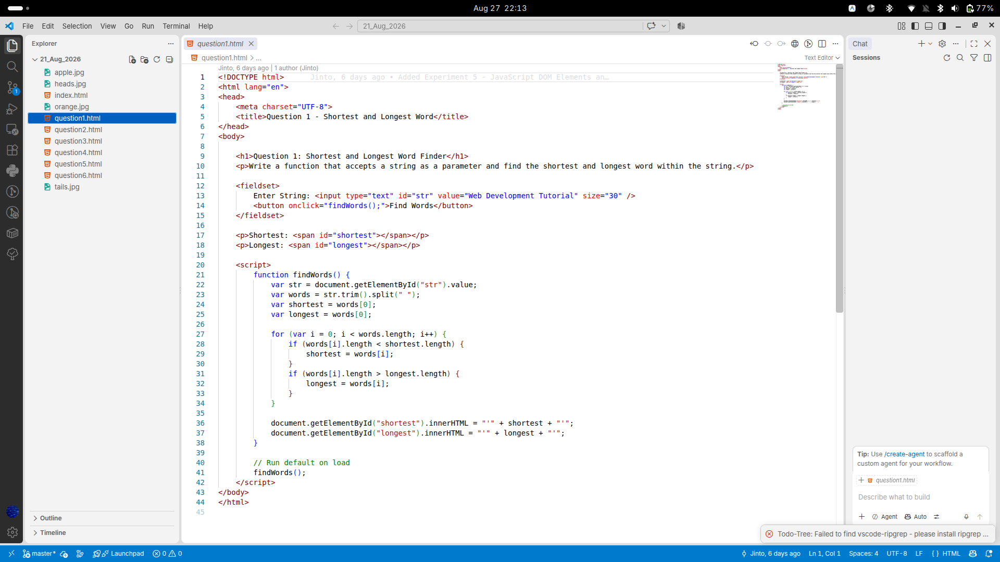 Aug 27 22:13
77%
File Edit Selection View Go Run Terminal Help
21_Aug_2026
Explorer
21_Aug_2026
apple.jpg
heads.jpg
index.html
orange.jpg
question1.html
question2.html
question3.html
question4.html
question5.html
question6.html
tails.jpg
Outline
Timeline
1
question1.html
question1.html > ...
Text Editor
Jinto, 6 days ago | 1 author (Jinto)
1 <!DOCTYPE html> Jinto, 6 days ago • Added Experiment 5 - JavaScript DOM Elements an…
2 <html lang="en">
3 <head>
4 <meta charset="UTF-8">
5 <title>Question 1 - Shortest and Longest Word</title>
6 </head>
7 <body>
8
9 <h1>Question 1: Shortest and Longest Word Finder</h1>
10 <p>Write a function that accepts a string as a parameter and find the shortest and longest word within the string.</p>
11
12 <fieldset>
13 Enter String: <input type="text" id="str" value="Web Development Tutorial" size="30" />
14 <button onclick="findWords();">Find Words</button>
15 </fieldset>
16
17 <p>Shortest: <span id="shortest"></span></p>
18 <p>Longest: <span id="longest"></span></p>
19
20 <script>
21 function findWords() {
22 var str = document.getElementById("str").value;
23 var words = str.trim().split(" ");
24 var shortest = words[0];
25 var longest = words[0];
26
27 for (var i = 0; i < words.length; i++) {
28 if (words[i].length < shortest.length) {
29 shortest = words[i];
30 }
31 if (words[i].length > longest.length) {
32 longest = words[i];
33 }
34 }
35
36 document.getElementById("shortest").innerHTML = "'" + shortest + "'";
37 document.getElementById("longest").innerHTML = "'" + longest + "'";
38 }
39
40 // Run default on load
41 findWords();
42 </script>
43 </body>
44 </html>
45
Chat
Sessions
Tip: Use /create-agent to scaffold a
custom agent for your workflow.
question1.html
Describe what to build
Agent Auto
Todo-Tree: Failed to find vscode-ripgrep - please install ripgrep ...
master* Launchpad 0 0
Jinto, 6 days ago Ln 1, Col 1 Spaces: 4 UTF-8 LF { } HTML